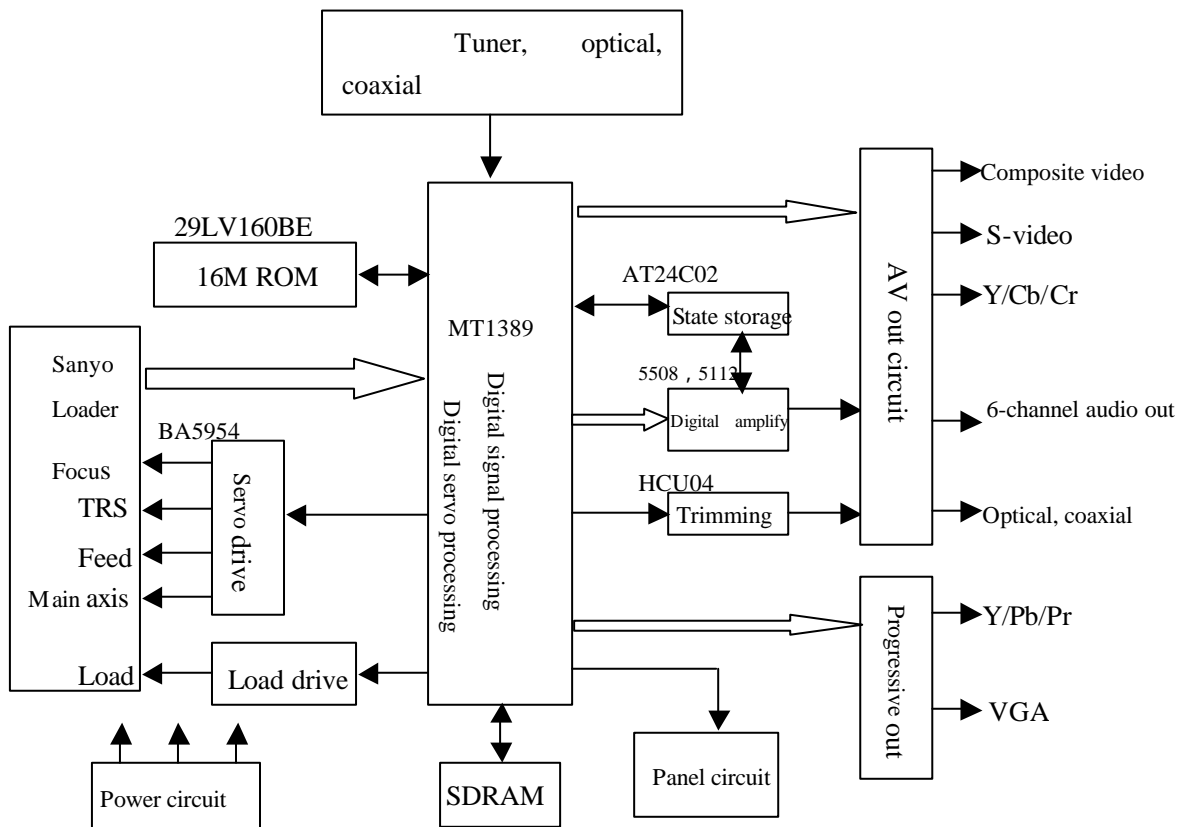 Tuner, optical,
coaxial
29LV160BE
16M ROM
MT1389
Digital signal processing
Digital servo processing
AT24C02
State storage
5508 , 5112
Digital amplify
HCU04
Trimming
AV out circuit
Composite video
S-video
Y/Cb/Cr
6-channel audio out
Optical, coaxial
Sanyo
Loader
BA5954
Focus
TRS
Feed
Main axis
Load
Servo drive
Load drive
Progressive out
Y/Pb/Pr
VGA
Power circuit
SDRAM
Panel circuit